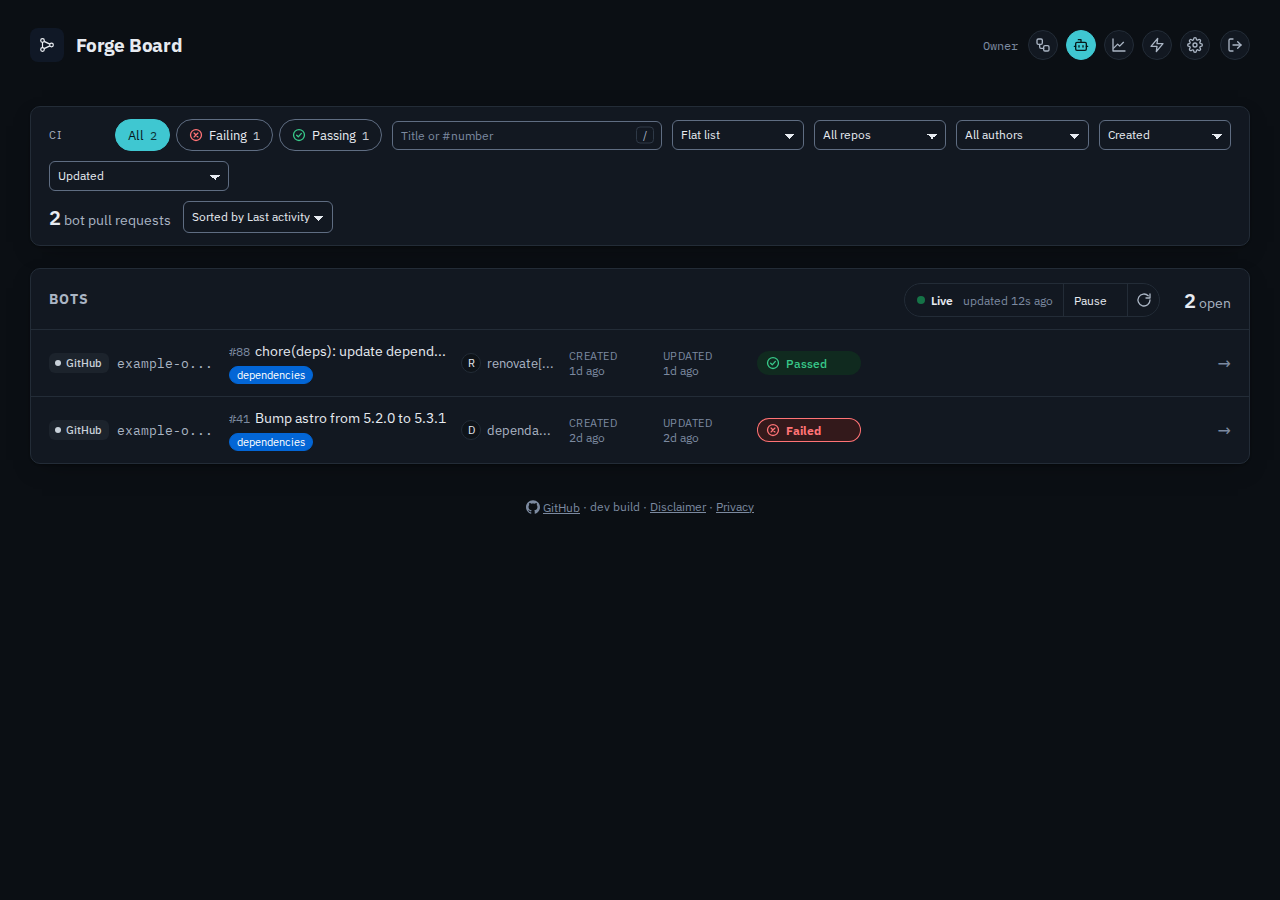 Forge Board
Owner
CI
All 2
Failing 1
Passing 1
Title or #number /
Flat list
All repos
All authors
Created
Updated
2 bot pull requests
Sorted by Last activity
BOTS
Live updated 12s ago
Pause
2 open
GitHub
example-o...
#88 chore(deps): update depend...
dependencies
R renovate[...
CREATED
1d ago
UPDATED
1d ago
Passed
→
GitHub
example-o...
#41 Bump astro from 5.2.0 to 5.3.1
dependencies
D dependa...
CREATED
2d ago
UPDATED
2d ago
Failed
→
GitHub · dev build · Disclaimer · Privacy